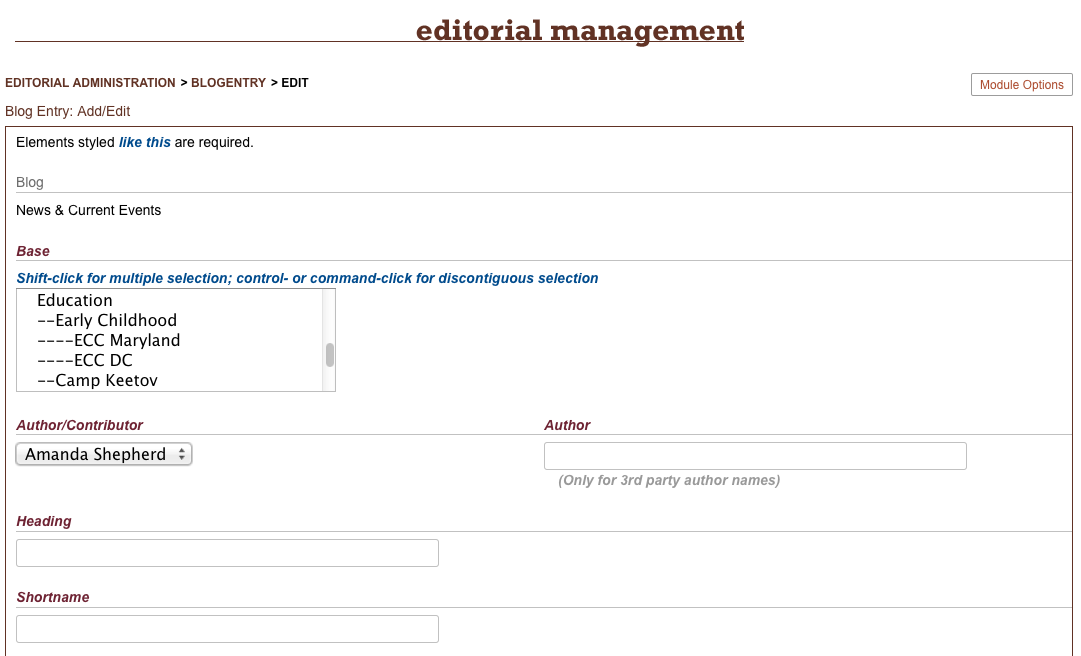 editorial management
EDITORIAL ADMINISTRATION > BLOGENTRY > EDIT
Module Options
Blog Entry: Add/Edit
Elements styled like this are required.
Blog
News & Current Events
Base
Shift-click for multiple selection; control- or command-click for discontiguous selection
Education
--Early Childhood
----ECC Maryland
----ECC DC
--Camp Keetov
Author/Contributor
Author
Amanda Shepherd
(Only for 3rd party author names)
Heading
Shortname